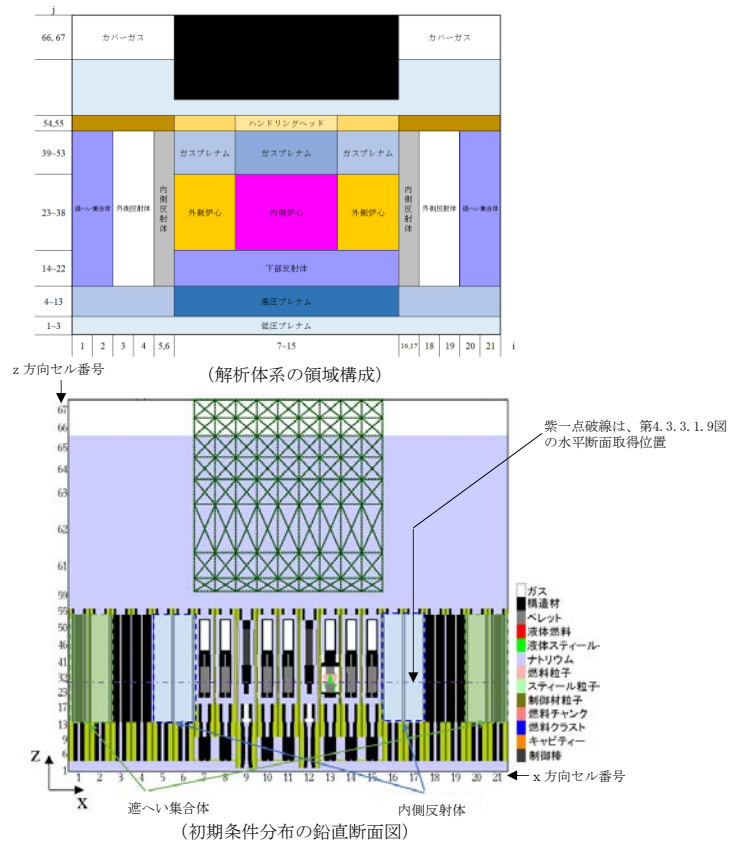 j
66, 67
カバーガス
カバーガス
54,55
ハンドリングヘッド
39~53
ガスプレナム
ガスプレナム
ガスプレナム
23~38
遮へい集合体
外側反射体
内側反射体
外側炉心
内側炉心
外側炉心
内側反射体
外側反射体
遮へい集合体
14~22
下部反射体
4~13
高圧プレナム
1~3
低圧プレナム
1 2 3 4 5,6 7~15 16,17 18 19 20 21 i
(解析体系の領域構成)
z 方向セル番号
紫一点破線は、第4.3.3.1.9図
の水平断面取得位置
67
66
65
64
63
62
61
59
55
50
46
41
32
23
17
13
9
6
1
ガス
構造材
ペレット
液体燃料
液体スティール
ナトリウム
燃料粒子
スティール粒子
制御材粒子
燃料チャンク
燃料クラスト
キャビティー
制御棒
Z
X
1 2 3 4 5 6 7 8 9 10 11 12 13 14 15 16 17 18 19 20 21
x 方向セル番号
遮へい集合体
内側反射体
(初期条件分布の鉛直断面図)